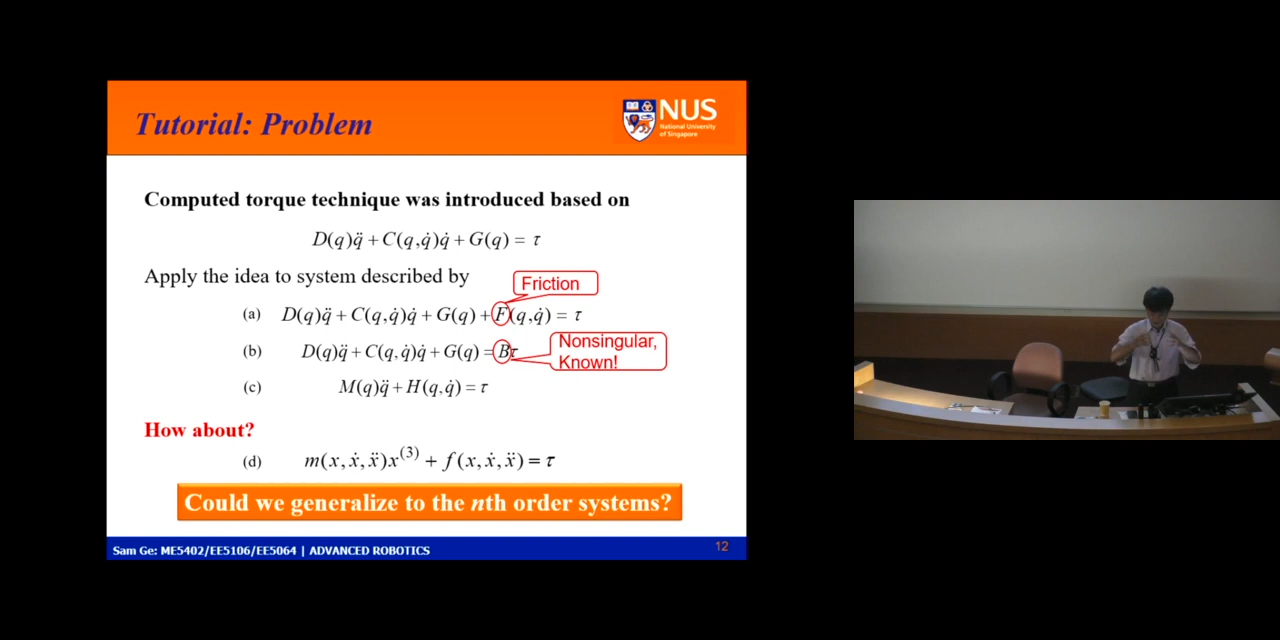 Tutorial: Problem
NUS
National University
of Singapore
Computed torque technique was introduced based on
D(q)q̈ + C(q,q̇)q̇ + G(q) = τ
Apply the idea to system described by
Friction
(a) D(q)q̈ + C(q,q̇)q̇ + G(q) + F(q,q̇) = τ
(b) D(q)q̈ + C(q,q̇)q̇ + G(q) = Bτ
Nonsingular,
Known!
(c) M(q)q̈ + H(q,q̇) = τ
How about?
(d) m(x,ẋ,ẍ)x⁽³⁾ + f(x,ẋ,ẍ) = τ
Could we generalize to the nth order systems?
Sam Ge: ME5402/EE5106/EE5064 | ADVANCED ROBOTICS
12